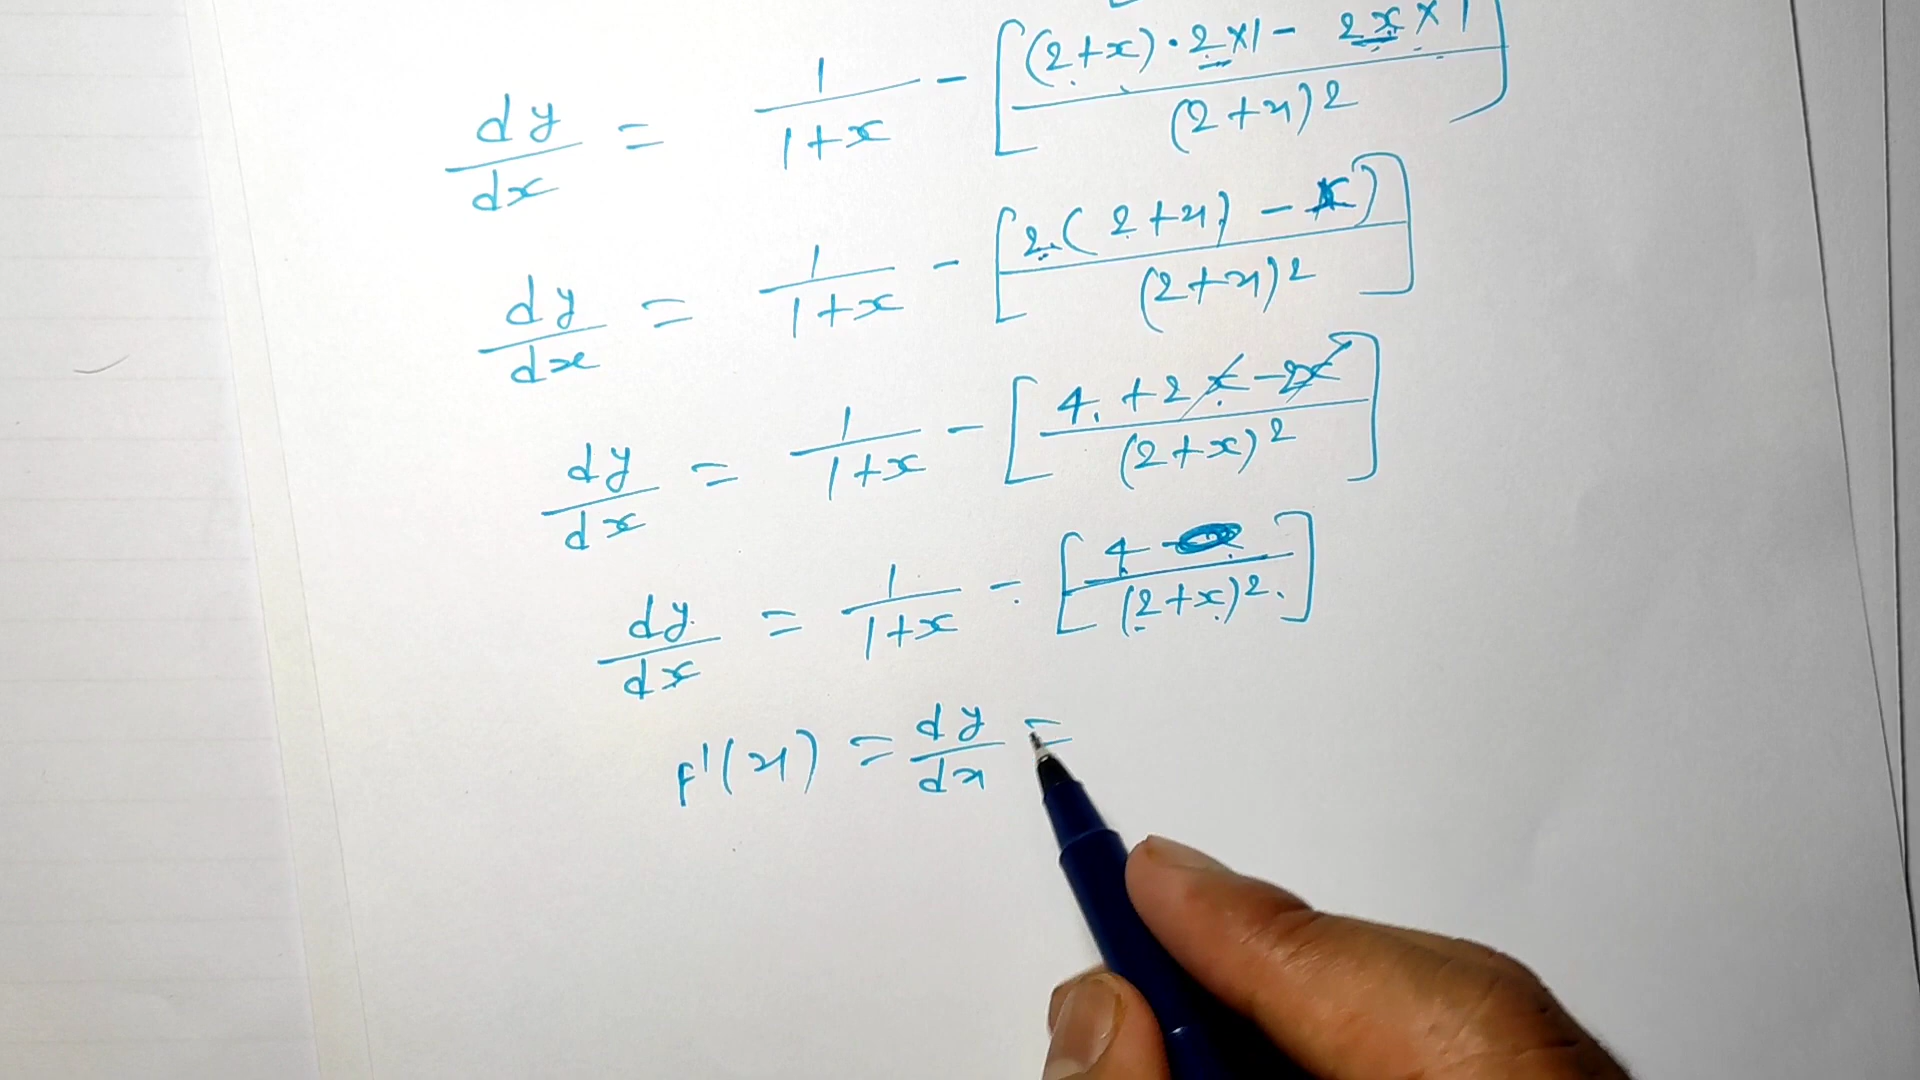 dy/dx = 1/(1+x) - [((2+x)·2×1 - 2x×1)/(2+x)²]
dy/dx = 1/(1+x) - [2(2+x) - x)/(2+x)²]
dy/dx = 1/(1+x) - [(4+2x-2x)/(2+x)²]
dy/dx = 1/(1+x) - [4/(2+x)²]
F'(x) = dy/dx =